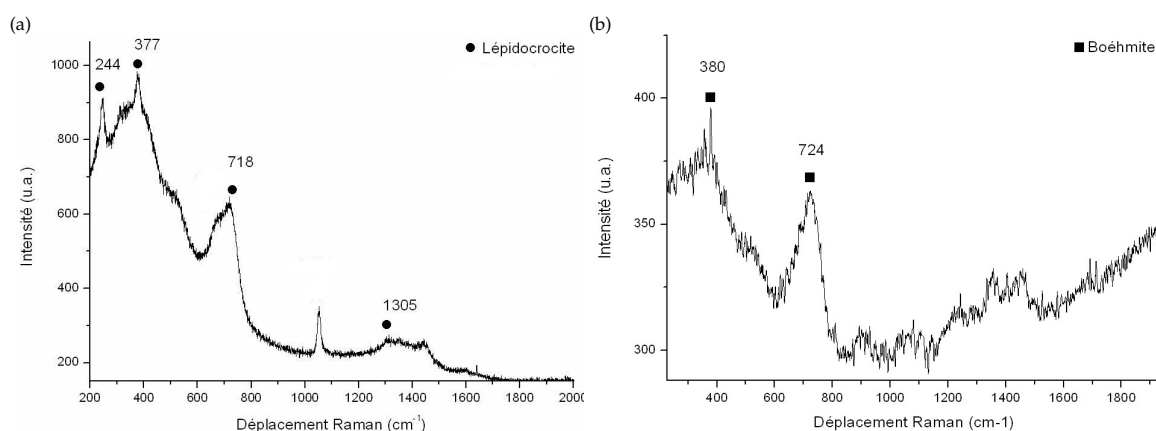 (a)
● Lépidocrocite
244
377
718
1305
Intensité (u.a.)
1000
800
600
400
200
200 400 600 800 1000 1200 1400 1600 1800 2000
Déplacement Raman (cm⁻¹)
(b)
■ Boéhmite
380
724
Intensité (u.a.)
400
350
300
400 600 800 1000 1200 1400 1600 1800
Déplacement Raman (cm-1)